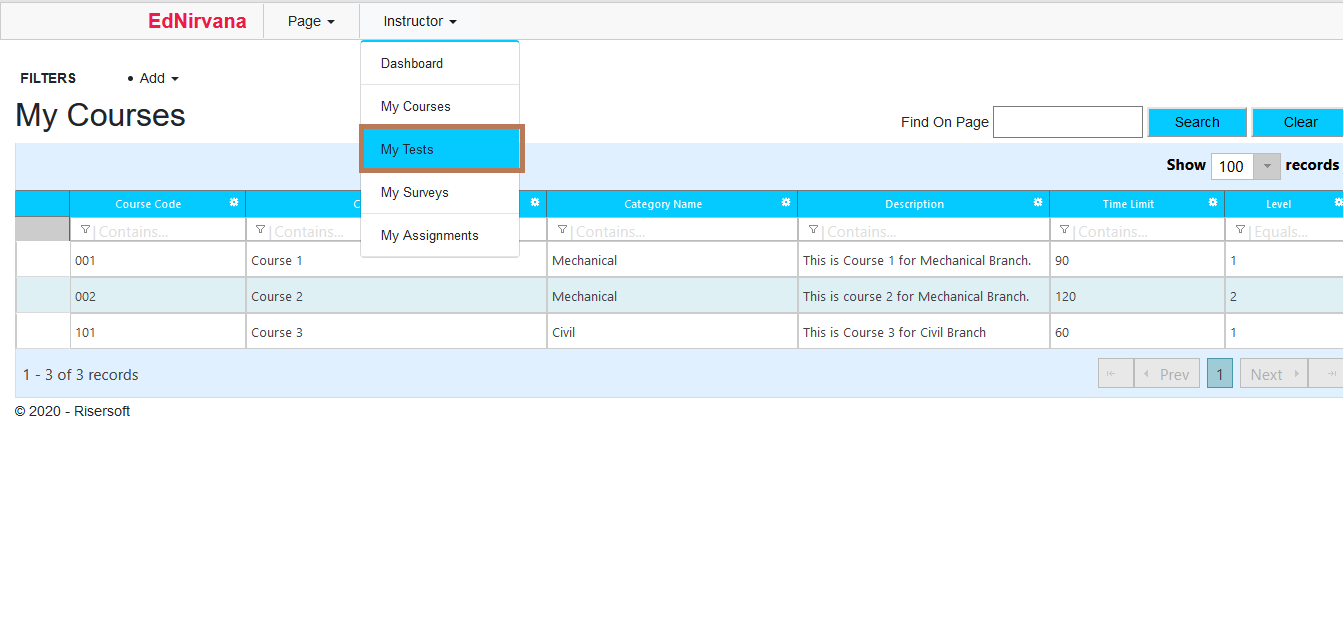 EdNirvana Page Instructor
Dashboard
FILTERS • Add
My Courses
My Courses
Find On Page Search Clear
My Tests
Show 100 records
My Surveys
Course Code C Category Name Description Time Limit Level
Contains... Contains... Contains... Contains... Contains... Equals...
My Assignments
001 Course 1 Mechanical This is Course 1 for Mechanical Branch. 90 1
002 Course 2 Mechanical This is course 2 for Mechanical Branch. 120 2
101 Course 3 Civil This is Course 3 for Civil Branch 60 1
1 - 3 of 3 records Prev 1 Next
© 2020 - Risersoft